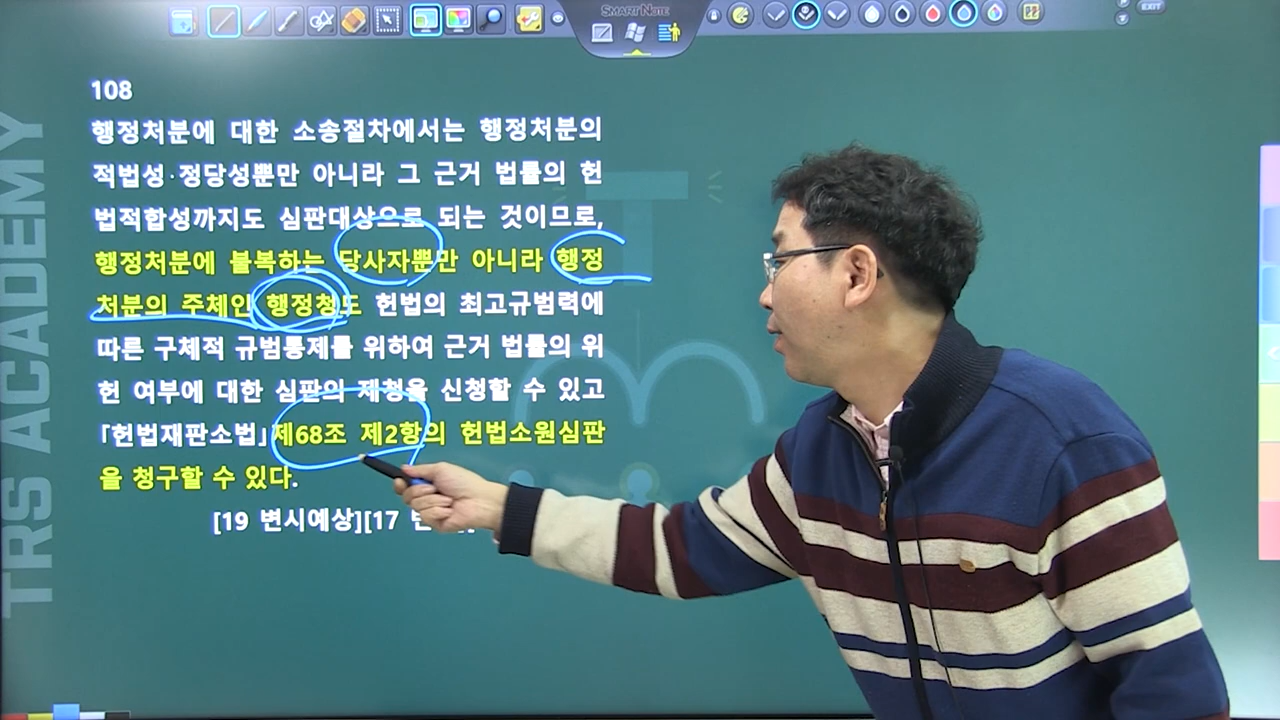 SMART NOTE
EXIT
108
행정처분에 대한 소송절차에서는 행정처분의
적법성·정당성뿐만 아니라 그 근거 법률의 헌
법적합성까지도 심판대상으로 되는 것이므로,
행정처분에 불복하는 당사자뿐만 아니라 행정
처분의 주체인 행정청도 헌법의 최고규범력에
따른 구체적 규범통제를 위하여 근거 법률의 위
헌 여부에 대한 심판의 제청을 신청할 수 있고
「헌법재판소법」제68조 제2항의 헌법소원심판
을 청구할 수 있다.
[19 변시예상][17 변
TRS ACADEMY